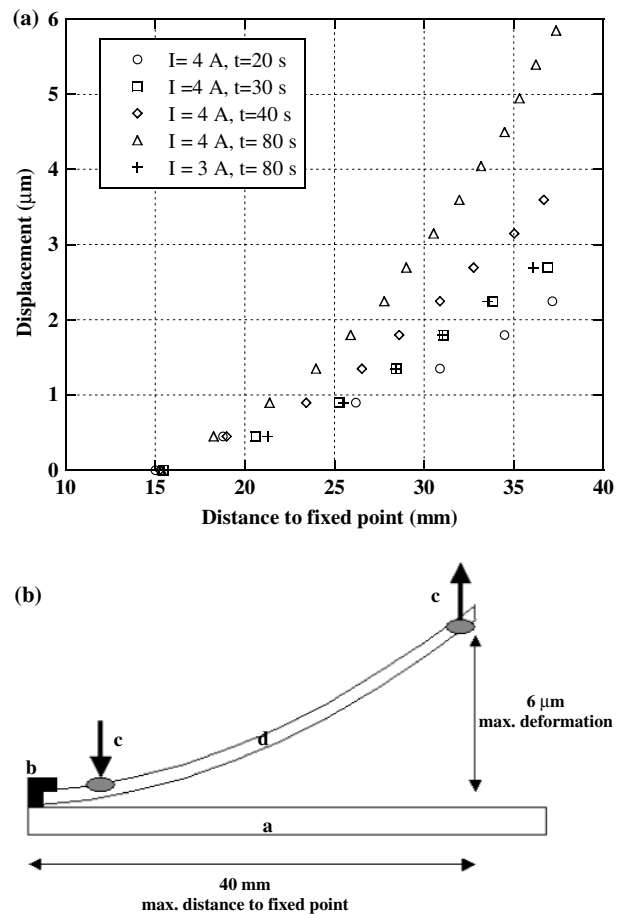 (a)
6
5
4
3
2
1
0
Displacement (μm)
I= 4 A, t=20 s
I=4 A, t=30 s
I = 4 A, t=40 s
I = 4 A, t= 80 s
I = 3 A, t= 80 s
10 15 20 25 30 35 40
Distance to fixed point (mm)
(b)
c
c
b
d
6 μm
max. deformation
a
40 mm
max. distance to fixed point